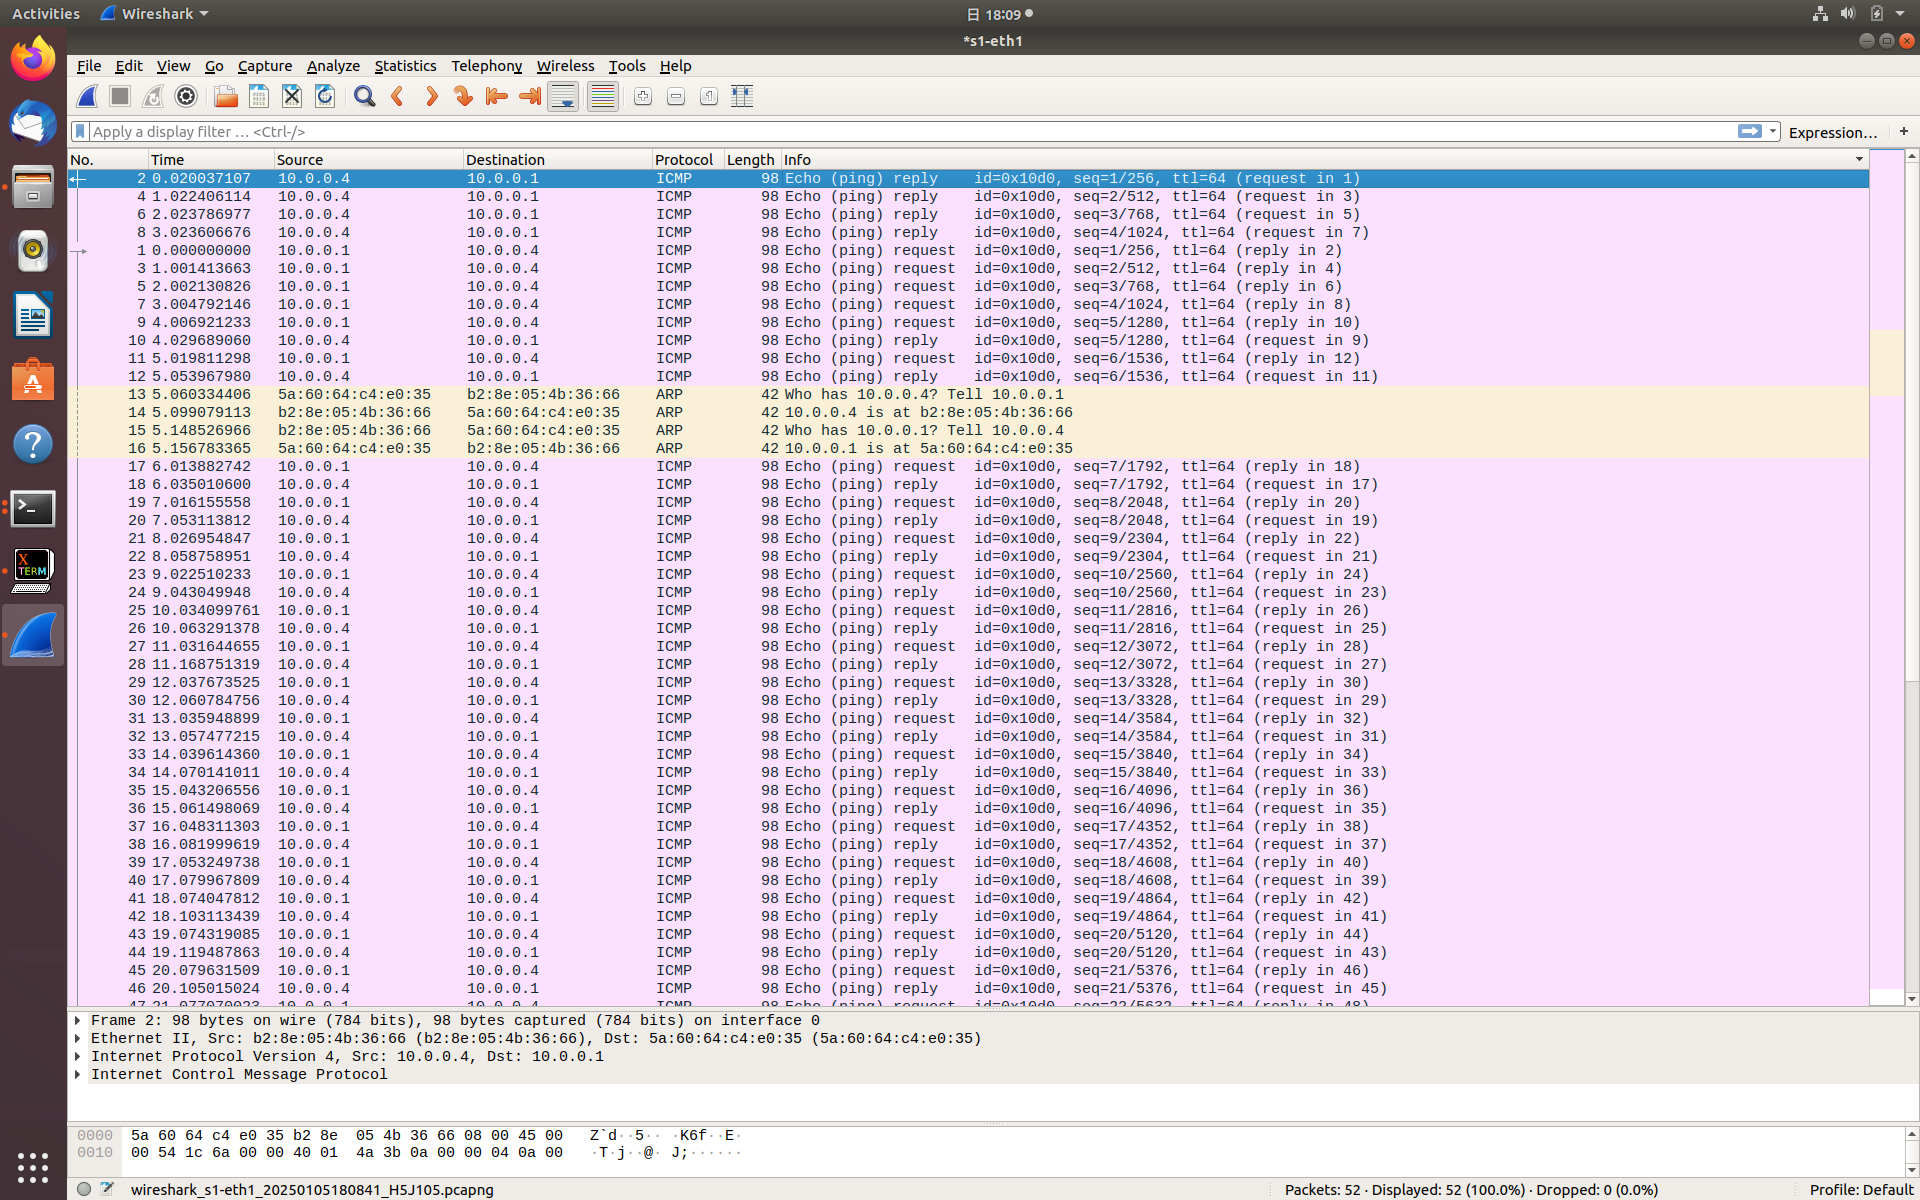 Activities Wireshark 日 18:09
*s1-eth1
File Edit View Go Capture Analyze Statistics Telephony Wireless Tools Help
Apply a display filter … <Ctrl-/> Expression… +
No. Time Source Destination Protocol Length Info
2 0.020037107 10.0.0.4 10.0.0.1 ICMP 98 Echo (ping) reply id=0x10d0, seq=1/256, ttl=64 (request in 1)
4 1.022406114 10.0.0.4 10.0.0.1 ICMP 98 Echo (ping) reply id=0x10d0, seq=2/512, ttl=64 (request in 3)
6 2.023786977 10.0.0.4 10.0.0.1 ICMP 98 Echo (ping) reply id=0x10d0, seq=3/768, ttl=64 (request in 5)
8 3.023606676 10.0.0.4 10.0.0.1 ICMP 98 Echo (ping) reply id=0x10d0, seq=4/1024, ttl=64 (request in 7)
1 0.000000000 10.0.0.1 10.0.0.4 ICMP 98 Echo (ping) request id=0x10d0, seq=1/256, ttl=64 (reply in 2)
3 1.001413663 10.0.0.1 10.0.0.4 ICMP 98 Echo (ping) request id=0x10d0, seq=2/512, ttl=64 (reply in 4)
5 2.002130826 10.0.0.1 10.0.0.4 ICMP 98 Echo (ping) request id=0x10d0, seq=3/768, ttl=64 (reply in 6)
7 3.004792146 10.0.0.1 10.0.0.4 ICMP 98 Echo (ping) request id=0x10d0, seq=4/1024, ttl=64 (reply in 8)
9 4.006921233 10.0.0.1 10.0.0.4 ICMP 98 Echo (ping) request id=0x10d0, seq=5/1280, ttl=64 (reply in 10)
10 4.029689060 10.0.0.4 10.0.0.1 ICMP 98 Echo (ping) reply id=0x10d0, seq=5/1280, ttl=64 (request in 9)
11 5.019811298 10.0.0.1 10.0.0.4 ICMP 98 Echo (ping) request id=0x10d0, seq=6/1536, ttl=64 (reply in 12)
12 5.053967980 10.0.0.4 10.0.0.1 ICMP 98 Echo (ping) reply id=0x10d0, seq=6/1536, ttl=64 (request in 11)
13 5.060334406 5a:60:64:c4:e0:35 b2:8e:05:4b:36:66 ARP 42 Who has 10.0.0.4? Tell 10.0.0.1
14 5.099079113 b2:8e:05:4b:36:66 5a:60:64:c4:e0:35 ARP 42 10.0.0.4 is at b2:8e:05:4b:36:66
15 5.148526966 b2:8e:05:4b:36:66 5a:60:64:c4:e0:35 ARP 42 Who has 10.0.0.1? Tell 10.0.0.4
16 5.156783365 5a:60:64:c4:e0:35 b2:8e:05:4b:36:66 ARP 42 10.0.0.1 is at 5a:60:64:c4:e0:35
17 6.013882742 10.0.0.1 10.0.0.4 ICMP 98 Echo (ping) request id=0x10d0, seq=7/1792, ttl=64 (reply in 18)
18 6.035010600 10.0.0.4 10.0.0.1 ICMP 98 Echo (ping) reply id=0x10d0, seq=7/1792, ttl=64 (request in 17)
19 7.016155558 10.0.0.1 10.0.0.4 ICMP 98 Echo (ping) request id=0x10d0, seq=8/2048, ttl=64 (reply in 20)
20 7.053113812 10.0.0.4 10.0.0.1 ICMP 98 Echo (ping) reply id=0x10d0, seq=8/2048, ttl=64 (request in 19)
21 8.026954847 10.0.0.1 10.0.0.4 ICMP 98 Echo (ping) request id=0x10d0, seq=9/2304, ttl=64 (reply in 22)
22 8.058758951 10.0.0.4 10.0.0.1 ICMP 98 Echo (ping) reply id=0x10d0, seq=9/2304, ttl=64 (request in 21)
23 9.022510233 10.0.0.1 10.0.0.4 ICMP 98 Echo (ping) request id=0x10d0, seq=10/2560, ttl=64 (reply in 24)
24 9.043049948 10.0.0.4 10.0.0.1 ICMP 98 Echo (ping) reply id=0x10d0, seq=10/2560, ttl=64 (request in 23)
25 10.034099761 10.0.0.1 10.0.0.4 ICMP 98 Echo (ping) request id=0x10d0, seq=11/2816, ttl=64 (reply in 26)
26 10.063291378 10.0.0.4 10.0.0.1 ICMP 98 Echo (ping) reply id=0x10d0, seq=11/2816, ttl=64 (request in 25)
27 11.031644655 10.0.0.1 10.0.0.4 ICMP 98 Echo (ping) request id=0x10d0, seq=12/3072, ttl=64 (reply in 28)
28 11.168751319 10.0.0.4 10.0.0.1 ICMP 98 Echo (ping) reply id=0x10d0, seq=12/3072, ttl=64 (request in 27)
29 12.037673525 10.0.0.1 10.0.0.4 ICMP 98 Echo (ping) request id=0x10d0, seq=13/3328, ttl=64 (reply in 30)
30 12.060784756 10.0.0.4 10.0.0.1 ICMP 98 Echo (ping) reply id=0x10d0, seq=13/3328, ttl=64 (request in 29)
31 13.035948899 10.0.0.1 10.0.0.4 ICMP 98 Echo (ping) request id=0x10d0, seq=14/3584, ttl=64 (reply in 32)
32 13.057477215 10.0.0.4 10.0.0.1 ICMP 98 Echo (ping) reply id=0x10d0, seq=14/3584, ttl=64 (request in 31)
33 14.039614360 10.0.0.1 10.0.0.4 ICMP 98 Echo (ping) request id=0x10d0, seq=15/3840, ttl=64 (reply in 34)
34 14.070141011 10.0.0.4 10.0.0.1 ICMP 98 Echo (ping) reply id=0x10d0, seq=15/3840, ttl=64 (request in 33)
35 15.043206556 10.0.0.1 10.0.0.4 ICMP 98 Echo (ping) request id=0x10d0, seq=16/4096, ttl=64 (reply in 36)
36 15.061498069 10.0.0.4 10.0.0.1 ICMP 98 Echo (ping) reply id=0x10d0, seq=16/4096, ttl=64 (request in 35)
37 16.048311303 10.0.0.1 10.0.0.4 ICMP 98 Echo (ping) request id=0x10d0, seq=17/4352, ttl=64 (reply in 38)
38 16.081999619 10.0.0.4 10.0.0.1 ICMP 98 Echo (ping) reply id=0x10d0, seq=17/4352, ttl=64 (request in 37)
39 17.053249738 10.0.0.1 10.0.0.4 ICMP 98 Echo (ping) request id=0x10d0, seq=18/4608, ttl=64 (reply in 40)
40 17.079967809 10.0.0.4 10.0.0.1 ICMP 98 Echo (ping) reply id=0x10d0, seq=18/4608, ttl=64 (request in 39)
41 18.074047812 10.0.0.1 10.0.0.4 ICMP 98 Echo (ping) request id=0x10d0, seq=19/4864, ttl=64 (reply in 42)
42 18.103113439 10.0.0.4 10.0.0.1 ICMP 98 Echo (ping) reply id=0x10d0, seq=19/4864, ttl=64 (request in 41)
43 19.074319085 10.0.0.1 10.0.0.4 ICMP 98 Echo (ping) request id=0x10d0, seq=20/5120, ttl=64 (reply in 44)
44 19.119487863 10.0.0.4 10.0.0.1 ICMP 98 Echo (ping) reply id=0x10d0, seq=20/5120, ttl=64 (request in 43)
45 20.079631509 10.0.0.1 10.0.0.4 ICMP 98 Echo (ping) request id=0x10d0, seq=21/5376, ttl=64 (reply in 46)
46 20.105015024 10.0.0.4 10.0.0.1 ICMP 98 Echo (ping) reply id=0x10d0, seq=21/5376, ttl=64 (request in 45)
Frame 2: 98 bytes on wire (784 bits), 98 bytes captured (784 bits) on interface 0
Ethernet II, Src: b2:8e:05:4b:36:66 (b2:8e:05:4b:36:66), Dst: 5a:60:64:c4:e0:35 (5a:60:64:c4:e0:35)
Internet Protocol Version 4, Src: 10.0.0.4, Dst: 10.0.0.1
Internet Control Message Protocol
0000 5a 60 64 c4 e0 35 b2 8e 05 4b 36 66 08 00 45 00 Z`d··5·· ·K6f··E·
0010 00 54 1c 6a 00 00 40 01 4a 3b 0a 00 00 04 0a 00 ·T·j··@· J;······
wireshark_s1-eth1_20250105180841_H5J105.pcapng Packets: 52 · Displayed: 52 (100.0%) · Dropped: 0 (0.0%) Profile: Default